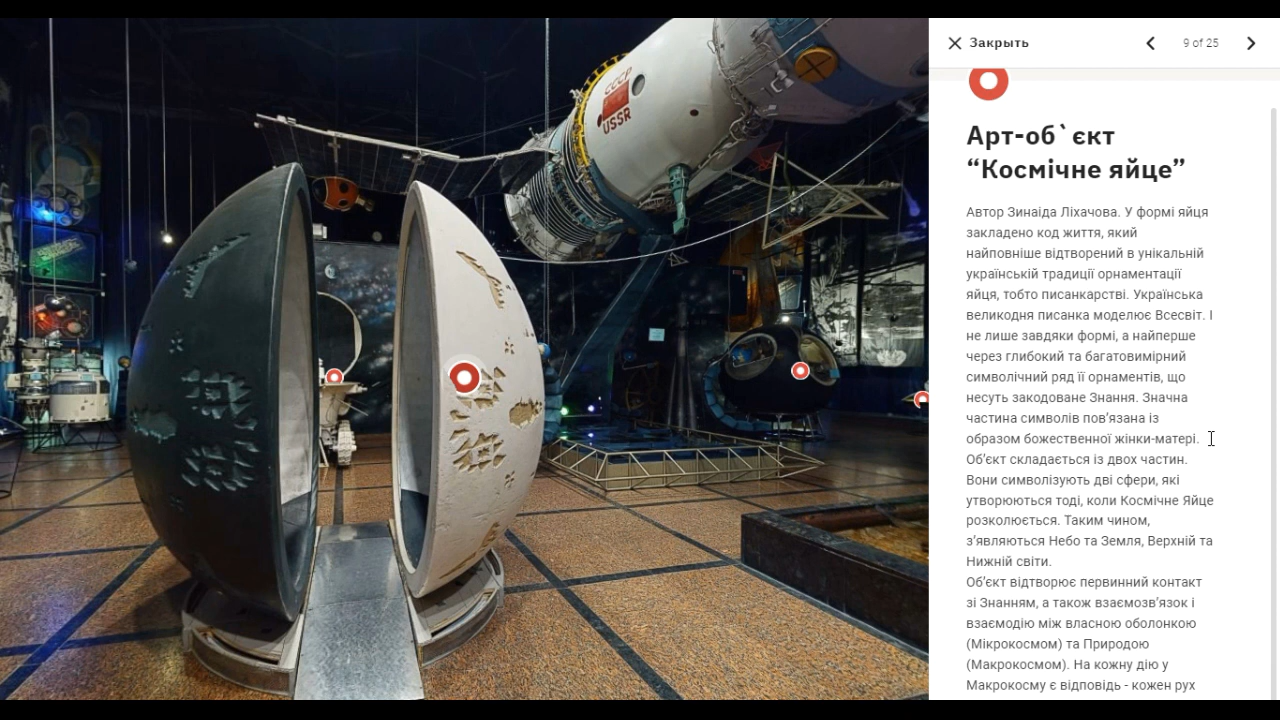 СССР
USSR
Закрыть
9 of 25
Арт-об`єкт
“Космічне яйце”
Автор Зинаіда Ліхачова. У формі яйця
закладено код життя, який
найповніше відтворений в унікальній
українській традиції орнаментації
яйця, тобто писанкарстві. Українська
великодня писанка моделює Всесвіт. І
не лише завдяки формі, а найперше
через глибокий та багатовимірний
символічний ряд її орнаментів, що
несуть закодоване Знання. Значна
частина символів пов’язана із
образом божественної жінки-матері.
Об’єкт складається із двох частин.
Вони символізують дві сфери, які
утворюються тоді, коли Космічне Яйце
розколюється. Таким чином,
з’являються Небо та Земля, Верхній та
Нижній світи.
Об’єкт відтворює первинний контакт
зі Знанням, а також взаємозв’язок і
взаємодію між власною оболонкою
(Мікрокосмом) та Природою
(Макрокосмом). На кожну дію у
Макрокосму є відповідь - кожен рух